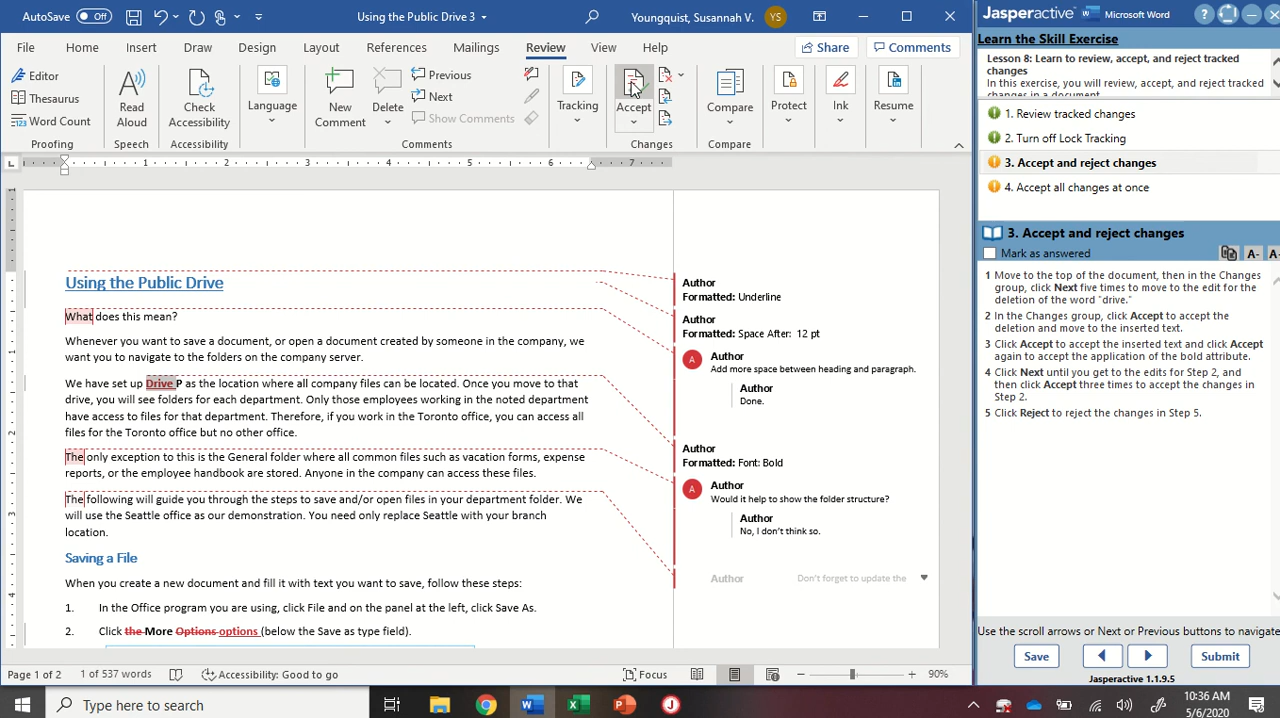 AutoSave Off
Using the Public Drive 3
Youngquist, Susannah V. YS
File Home Insert Draw Design Layout References Mailings Review View Help Share Comments
Editor
Thesaurus
Word Count
Proofing
Read Aloud
Speech
Check Accessibility
Accessibility
Language
New Comment
Delete
Previous
Next
Show Comments
Comments
Tracking
Accept
Changes
Compare
Compare
Protect
Ink
Resume
1 2 3 4 5 6 7
Using the Public Drive
What does this mean?
Whenever you want to save a document, or open a document created by someone in the company, we
want you to navigate to the folders on the company server.
We have set up Drive P as the location where all company files can be located. Once you move to that
drive, you will see folders for each department. Only those employees working in the noted department
have access to files for that department. Therefore, if you work in the Toronto office, you can access all
files for the Toronto office but no other office.
The only exception to this is the General folder where all common files such as vacation forms, expense
reports, or the employee handbook are stored. Anyone in the company can access these files.
The following will guide you through the steps to save and/or open files in your department folder. We
will use the Seattle office as our demonstration. You need only replace Seattle with your branch
location.
Saving a File
When you create a new document and fill it with text you want to save, follow these steps:
1. In the Office program you are using, click File and on the panel at the left, click Save As.
2. Click the More Options options (below the Save as type field).
Author
Formatted: Underline
Author
Formatted: Space After: 12 pt
A Author
Add more space between heading and paragraph.
Author
Done.
Author
Formatted: Font: Bold
A Author
Would it help to show the folder structure?
Author
No, I don't think so.
Author Don't forget to update the
Page 1 of 2 1 of 537 words Accessibility: Good to go Focus 90%
Jasperactive Microsoft Word
Learn the Skill Exercise
Lesson 8: Learn to review, accept, and reject tracked
changes
In this exercise, you will review, accept, and reject tracked
changes in a document.
1. Review tracked changes
2. Turn off Lock Tracking
3. Accept and reject changes
4. Accept all changes at once
3. Accept and reject changes
Mark as answered A- A
1 Move to the top of the document, then in the Changes
group, click Next five times to move to the edit for the
deletion of the word "drive."
2 In the Changes group, click Accept to accept the
deletion and move to the inserted text.
3 Click Accept to accept the inserted text and click Accept
again to accept the application of the bold attribute.
4 Click Next until you get to the edits for Step 2, and
then click Accept three times to accept the changes in
Step 2.
5 Click Reject to reject the changes in Step 5.
Use the scroll arrows or Next or Previous buttons to navigate
Save Submit
Jasperactive 1.1.9.5
Type here to search
10:36 AM
5/6/2020